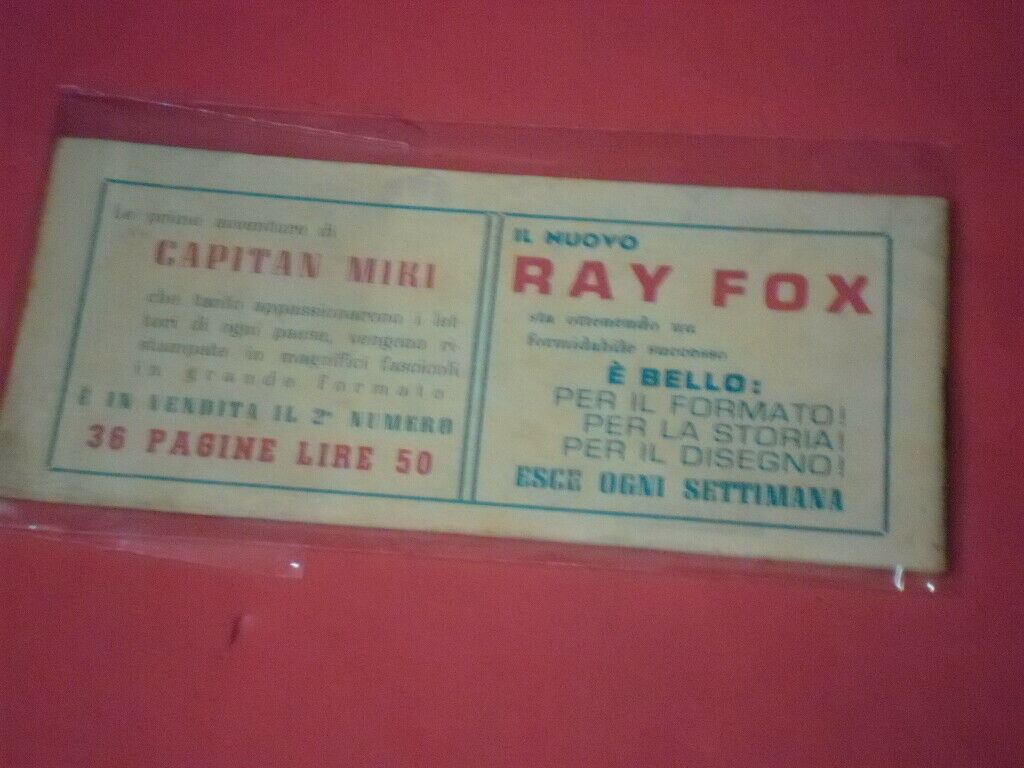 Le prime avventure di
CAPITAN MIKI
che tanto appassionarono i let-
tori di ogni paese, vengono ri-
stampate in magnifici fascicoli
in grande formato.
È IN VENDITA IL 2° NUMERO
36 PAGINE LIRE 50
IL NUOVO
RAY FOX
sta ottenendo un
formidabile successo
È BELLO:
PER IL FORMATO!
PER LA STORIA!
PER IL DISEGNO!
ESCE OGNI SETTIMANA